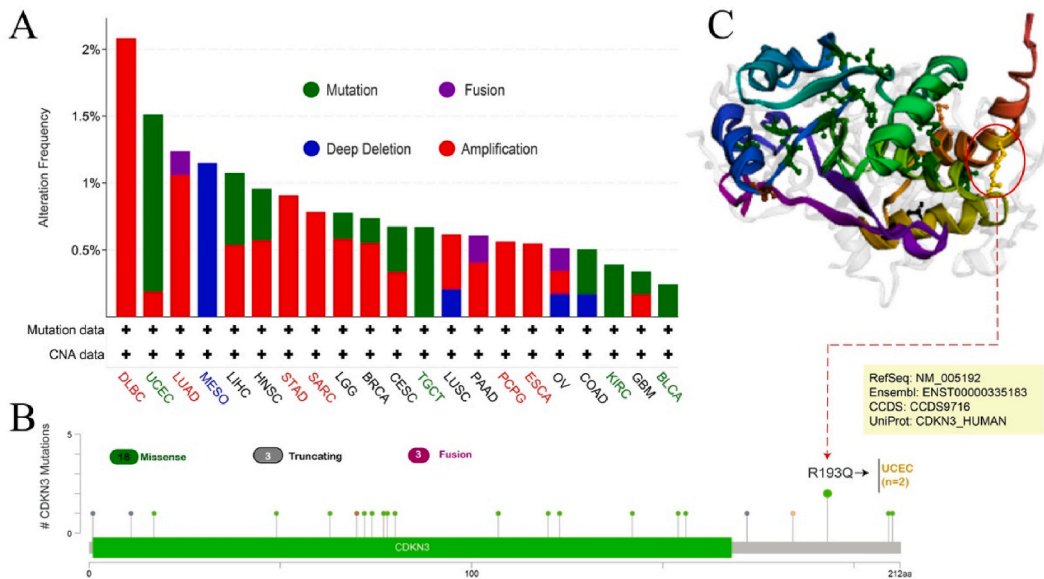 A
C
2%
1.5%
1%
0.5%
Alteration Frequency
Mutation
Fusion
Deep Deletion
Amplification
Mutation data
CNA data
DLBC
UCEC
LUAD
MESO
LIHC
HNSC
STAD
SARC
LGG
BRCA
CESC
TGCT
LUSC
PAAD
PCPG
ESCA
OV
COAD
KIRC
GBM
BLCA
RefSeq: NM_005192
Ensembl: ENST00000335183
CCDS: CCDS9716
UniProt: CDKN3_HUMAN
B
# CDKN3 Mutations
5
0
18 Missense
3 Truncating
3 Fusion
R193Q
UCEC
(n=2)
CDKN3
0
100
212aa